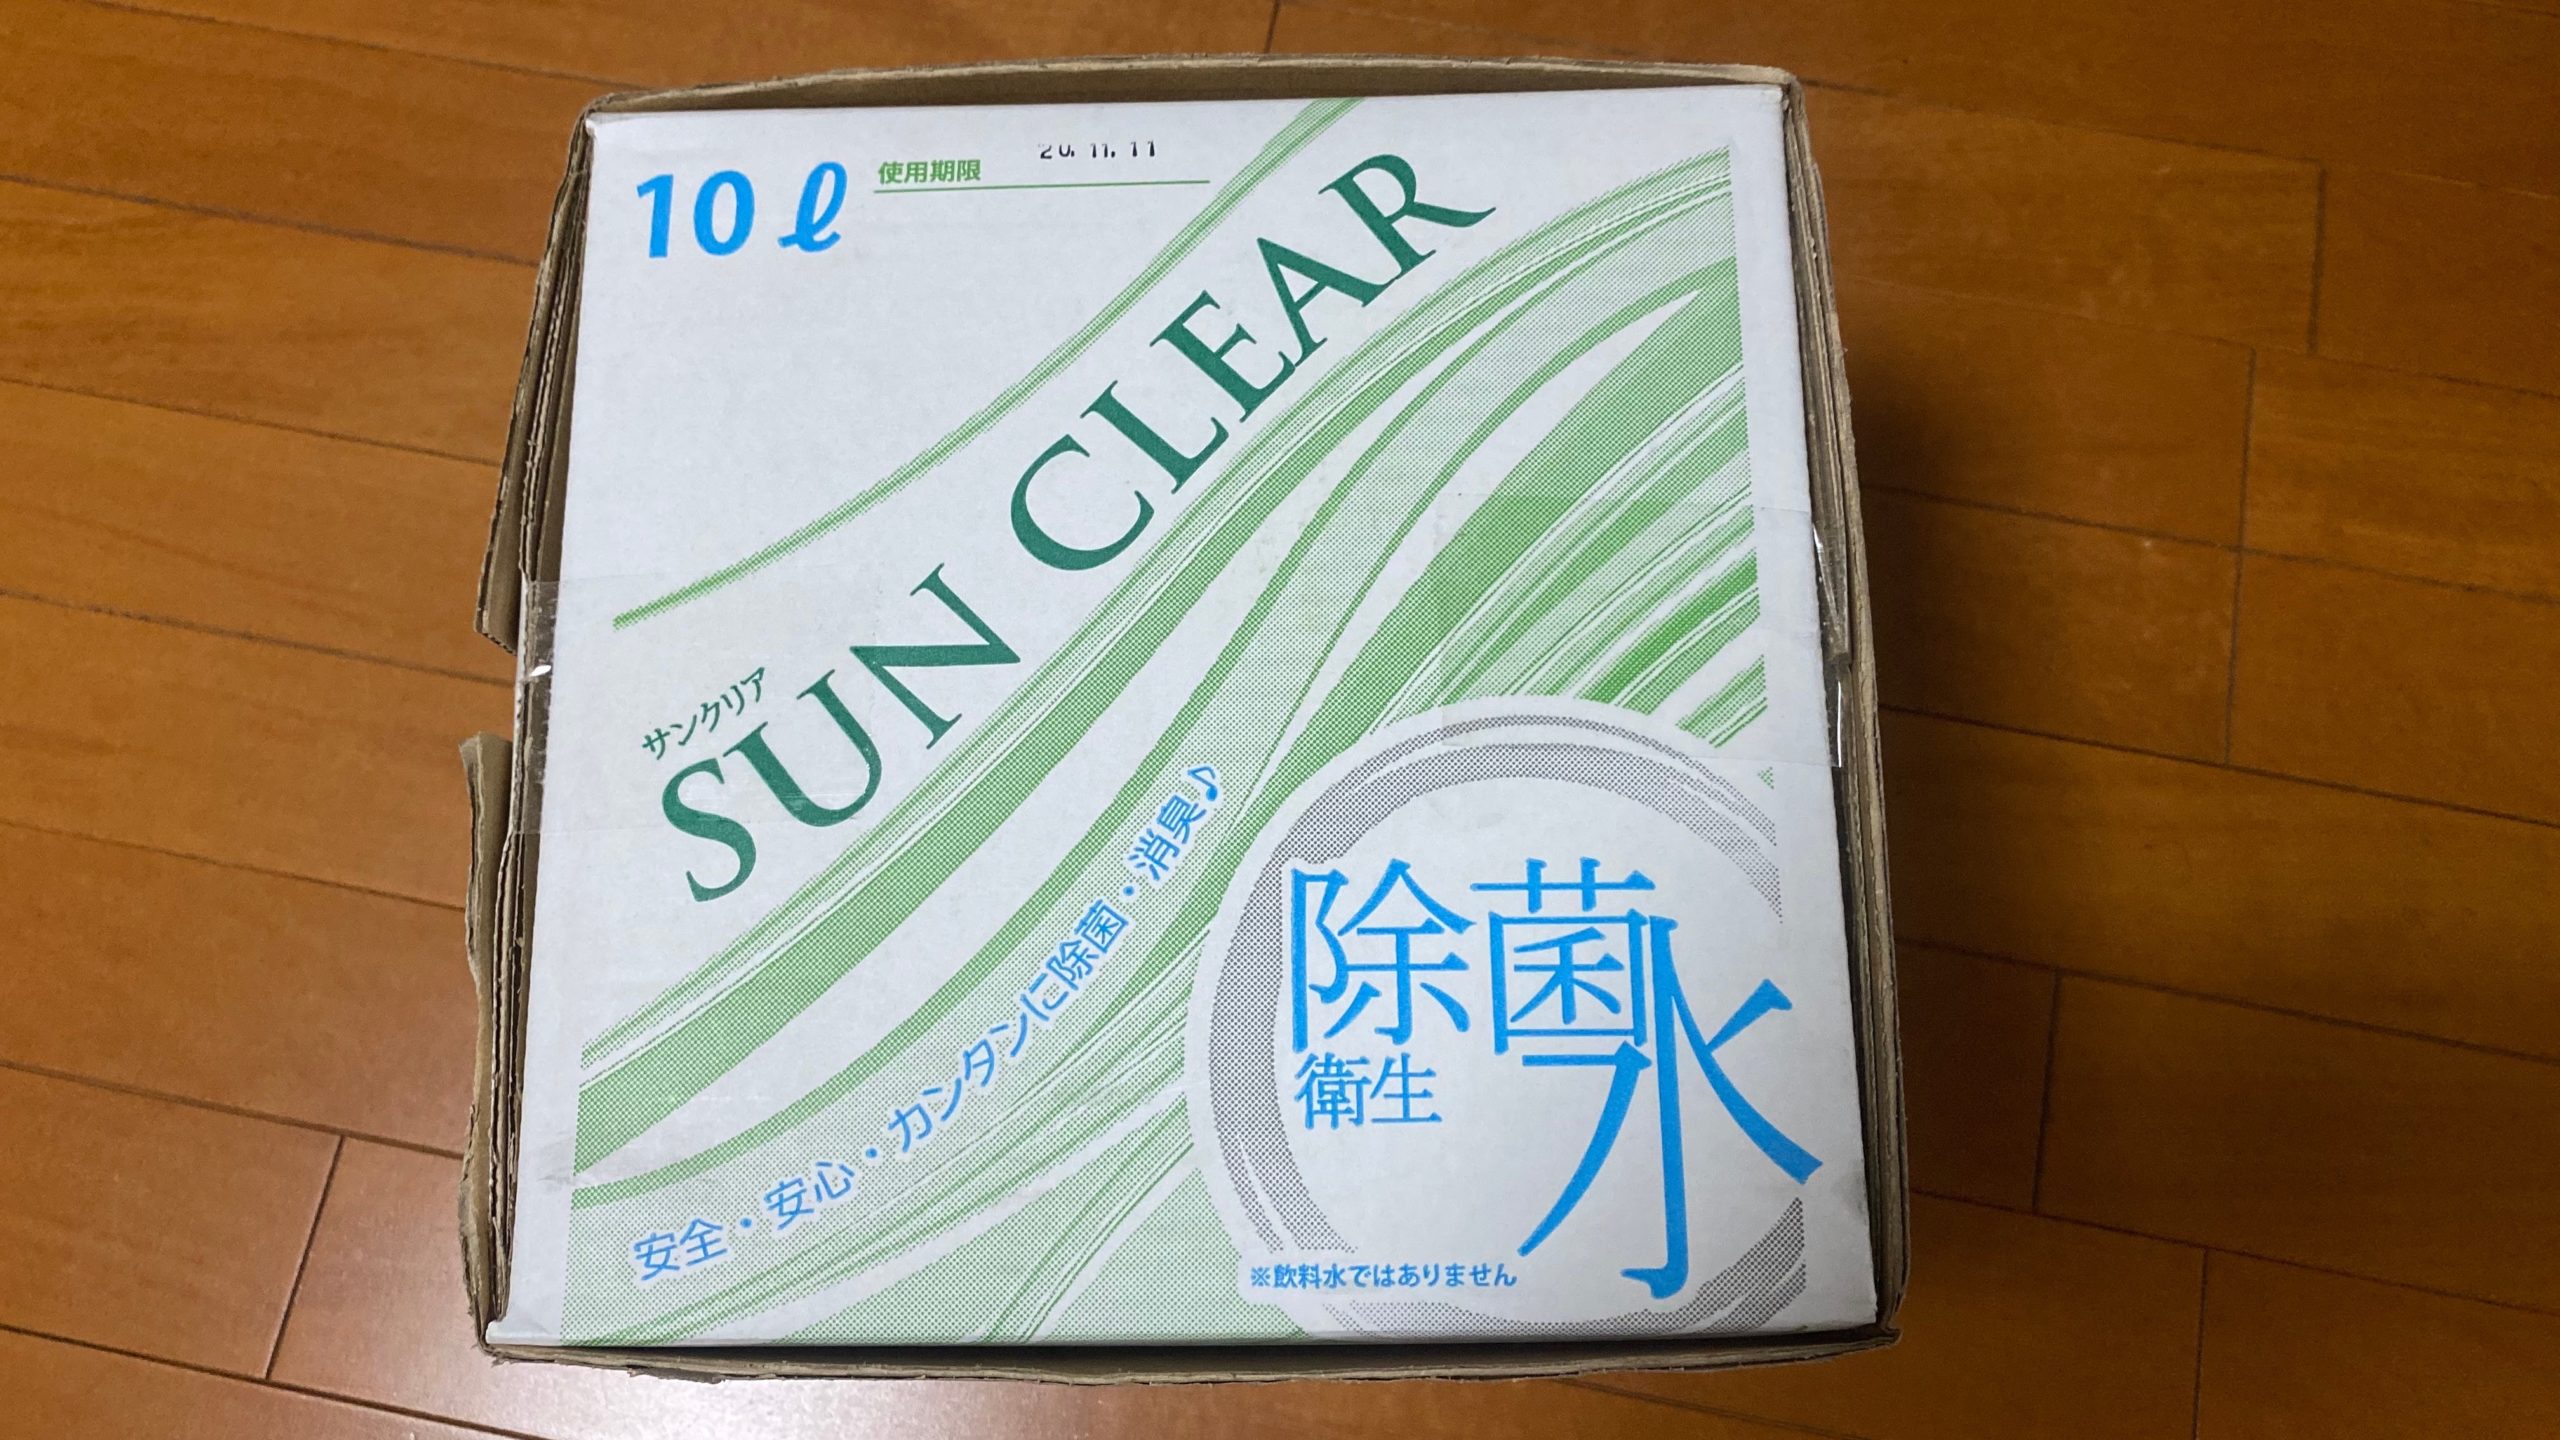 10ℓ
使用期限 20.11.11
サンクリア
SUN CLEAR
安全・安心・カンタンに除菌・消臭♪
除菌水
衛生
※飲料水ではありません